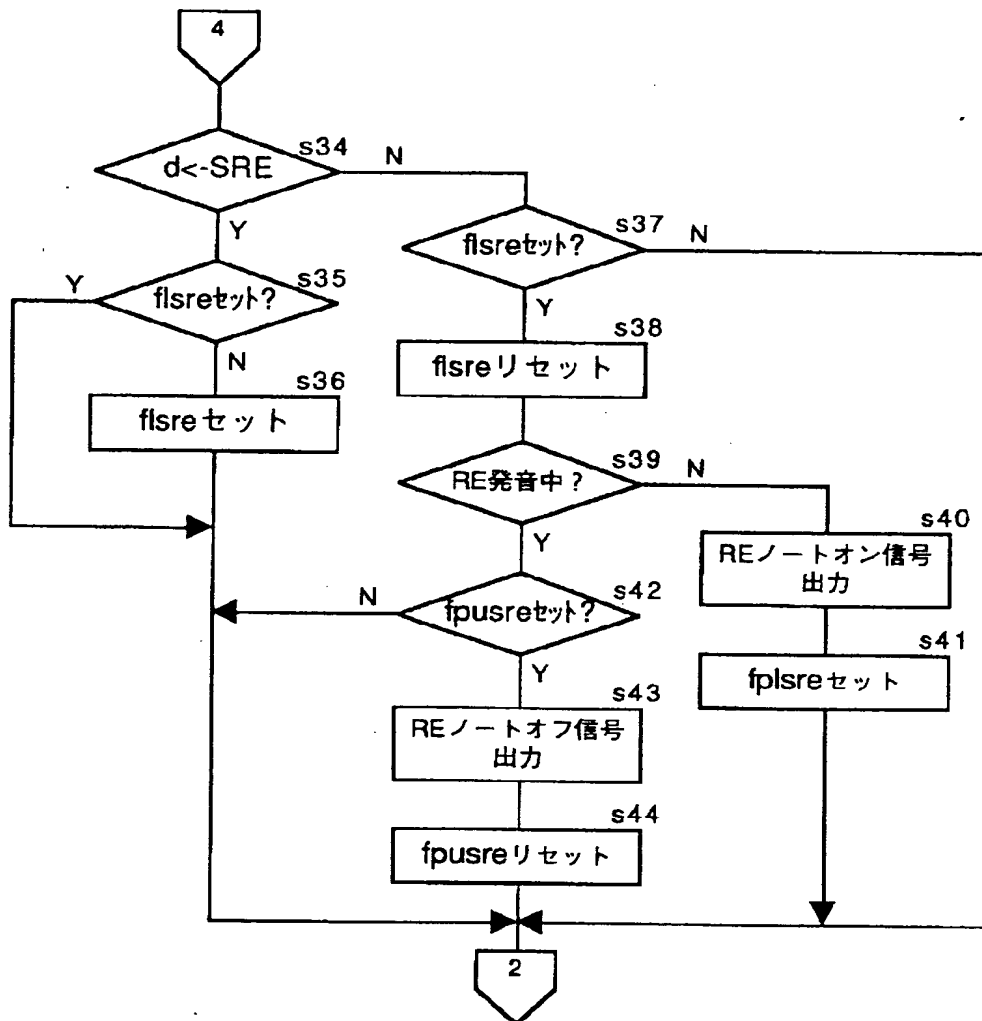 4
d<-SRE
s34
N
Y
flsreセット?
s35
Y
N
flsreセット
s36
flsreセット?
s37
N
Y
flsreリセット
s38
RE発音中?
s39
N
Y
REノートオン信号
出力
s40
fplsreセット
s41
fpusreセット?
s42
N
Y
REノートオフ信号
出力
s43
fpusreリセット
s44
2